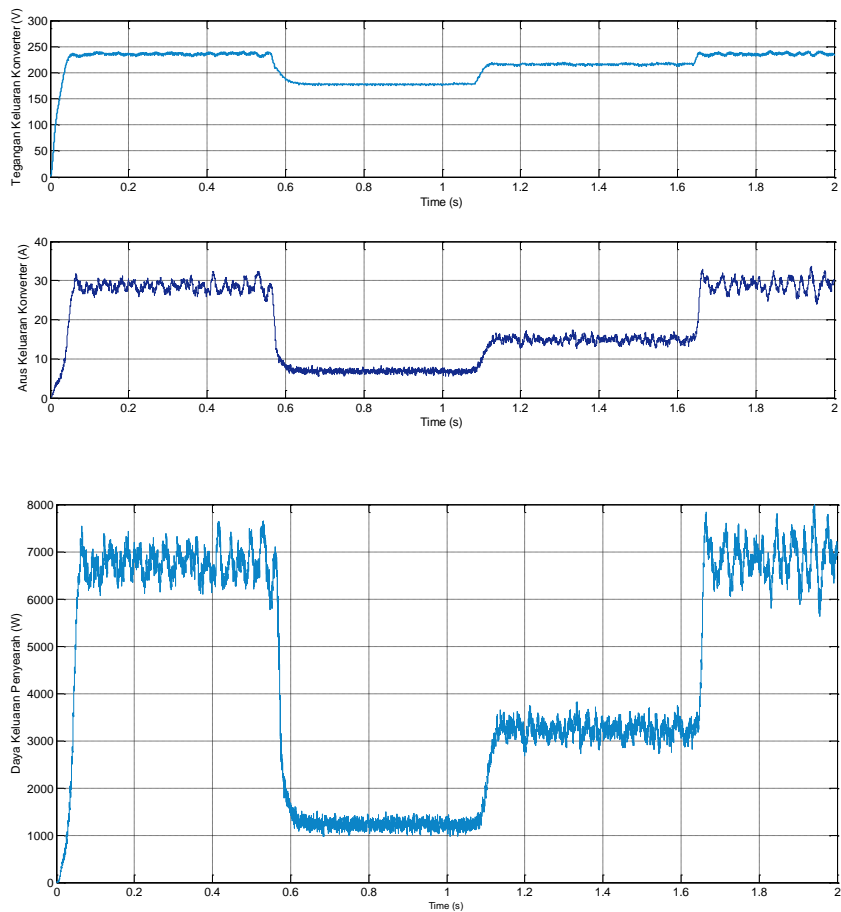 Tegangan Keluaran Konverter (V)
300
250
200
150
100
50
0
0 0.2 0.4 0.6 0.8 1 1.2 1.4 1.6 1.8 2
Time (s)
Arus Keluaran Konverter (A)
40
30
20
10
0
0 0.2 0.4 0.6 0.8 1 1.2 1.4 1.6 1.8 2
Time (s)
Daya Keluaran Penyearah (W)
8000
7000
6000
5000
4000
3000
2000
1000
0
0 0.2 0.4 0.6 0.8 1 1.2 1.4 1.6 1.8 2
Time (s)